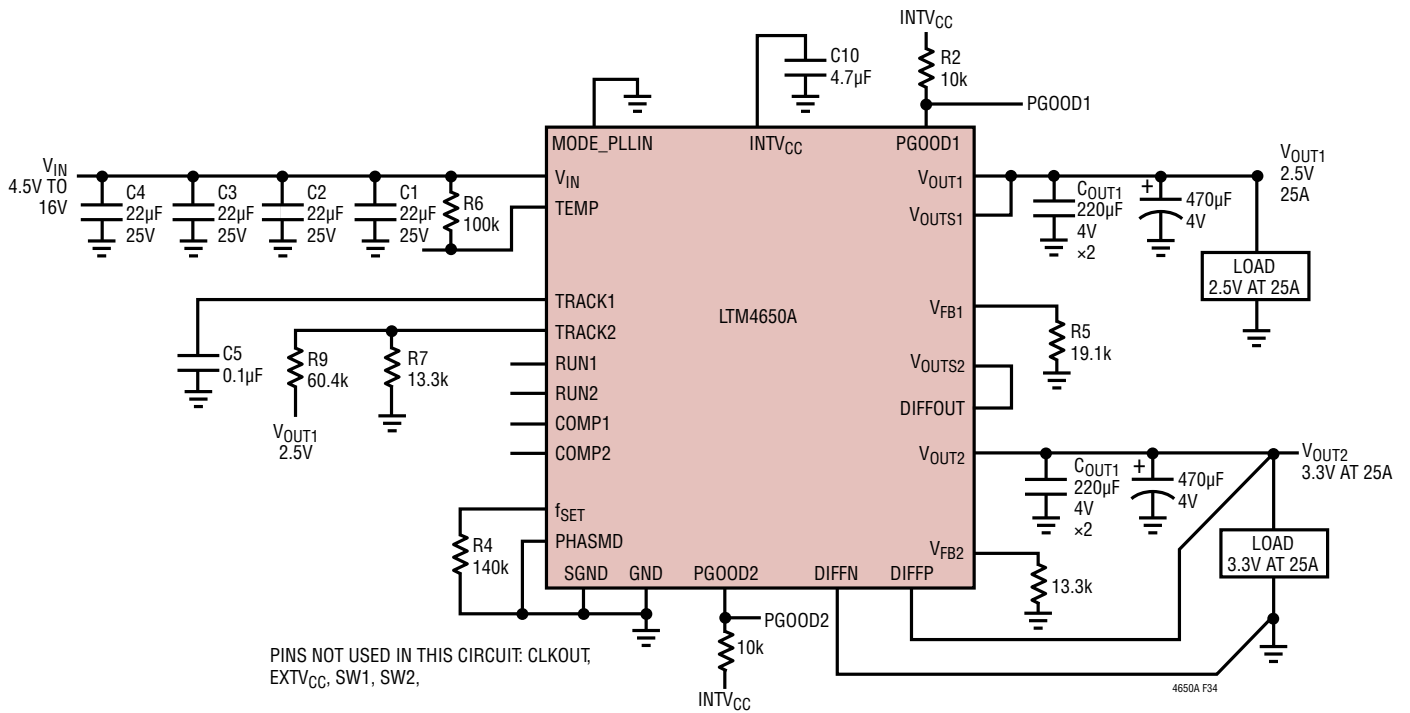 INTVCC
C10
4.7µF
R2
10k
PGOOD1
MODE_PLLIN
INTVCC
PGOOD1
VIN
4.5V TO
16V
C4
22µF
25V
C3
22µF
25V
C2
22µF
25V
C1
22µF
25V
R6
100k
VIN
TEMP
TRACK1
TRACK2
RUN1
RUN2
COMP1
COMP2
fSET
PHASMD
SGND
GND
PGOOD2
DIFFN
DIFFP
LTM4650A
VOUT1
VOUTS1
VFB1
VOUTS2
DIFFOUT
VOUT2
VFB2
COUT1
220µF
4V
×2
+
470µF
4V
VOUT1
2.5V
25A
LOAD
2.5V AT 25A
R5
19.1k
C5
0.1µF
R9
60.4k
R7
13.3k
VOUT1
2.5V
COUT1
220µF
4V
×2
+
470µF
4V
VOUT2
3.3V AT 25A
LOAD
3.3V AT 25A
13.3k
R4
140k
PGOOD2
10k
INTVCC
PINS NOT USED IN THIS CIRCUIT: CLKOUT,
EXTVCC, SW1, SW2,
4650A F34